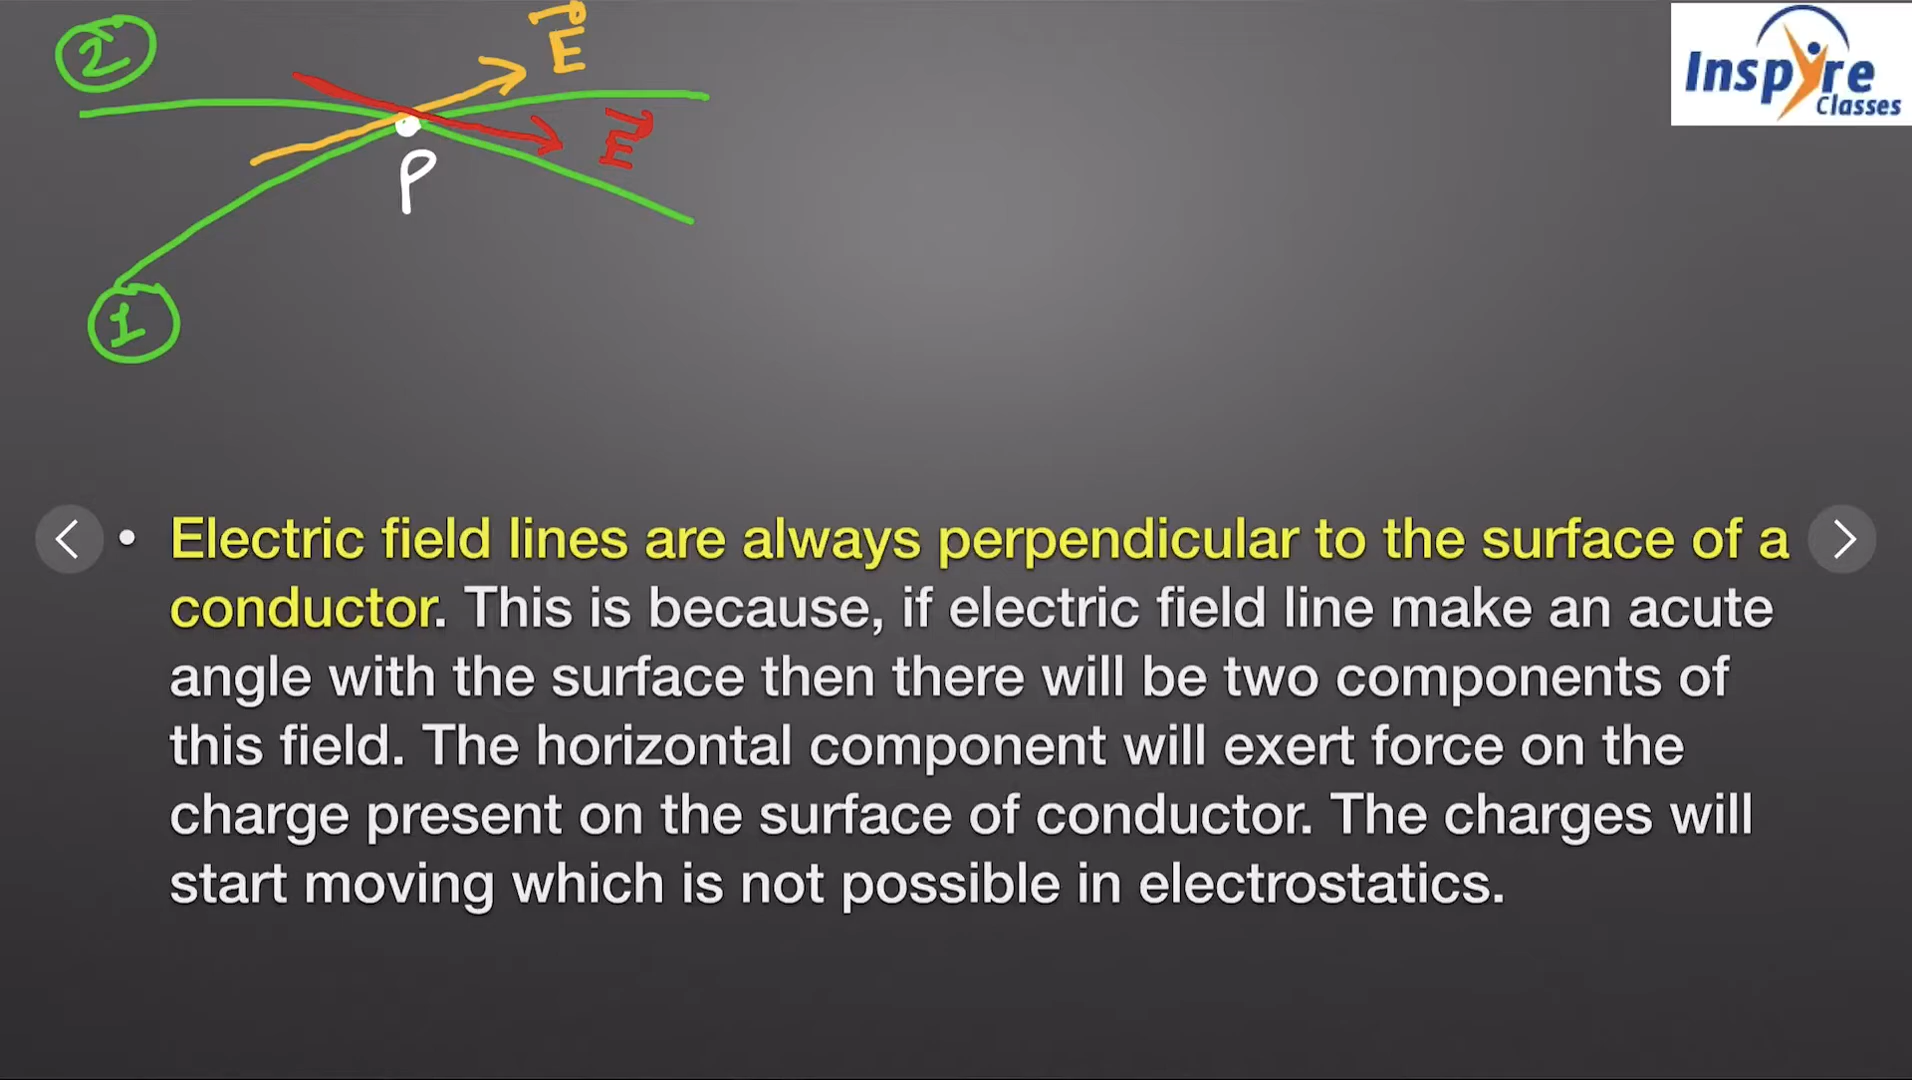 2
E
E
P
1
Inspire
Classes
• Electric field lines are always perpendicular to the surface of a
conductor. This is because, if electric field line make an acute
angle with the surface then there will be two components of
this field. The horizontal component will exert force on the
charge present on the surface of conductor. The charges will
start moving which is not possible in electrostatics.